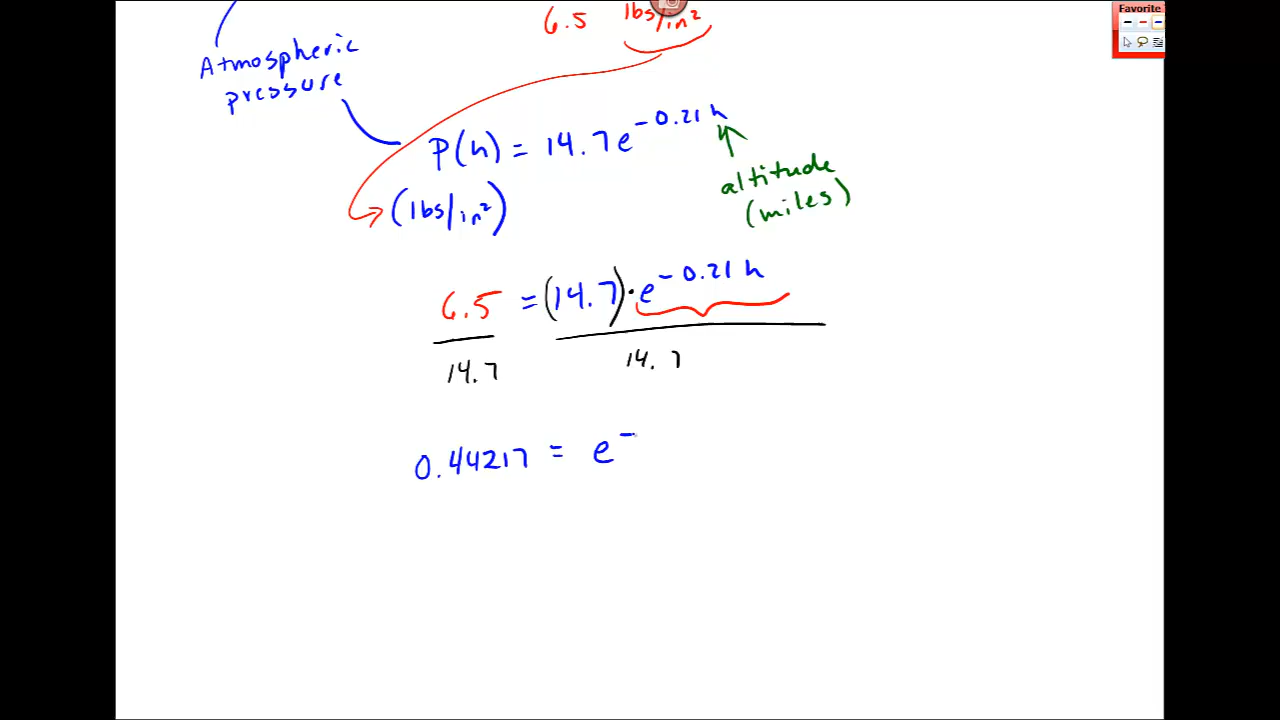 6.5 lbs/in²
Favorite
Atmospheric
pressure
P(h) = 14.7e^-0.21h
altitude
(miles)
(lbs/in²)
6.5 = (14.7)·e^-0.21h
14.7 14.7
0.44217 = e^-